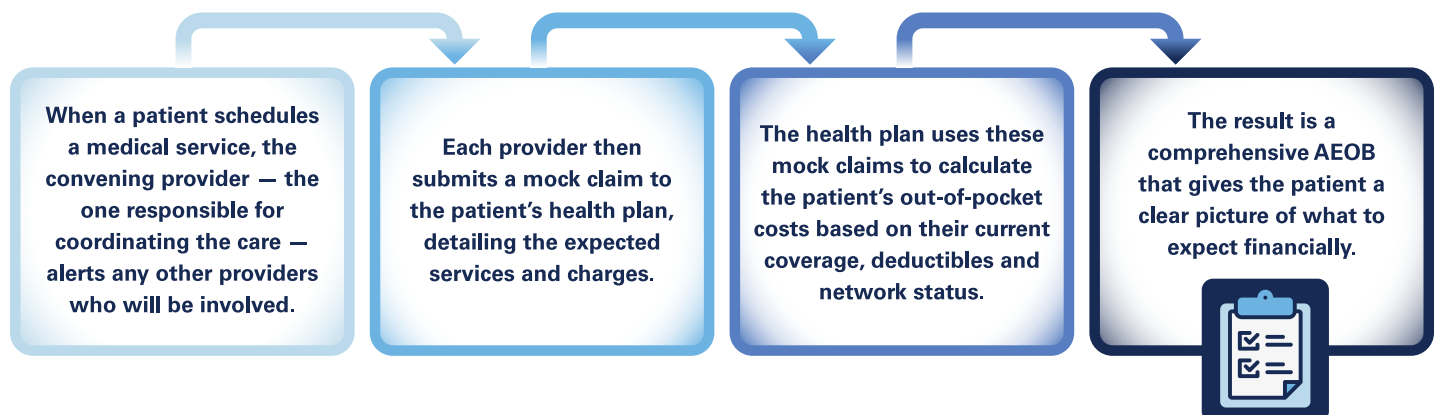 When a patient schedules
a medical service, the
convening provider — the
one responsible for
coordinating the care —
alerts any other providers
who will be involved.
Each provider then
submits a mock claim to
the patient’s health plan,
detailing the expected
services and charges.
The health plan uses these
mock claims to calculate
the patient’s out-of-pocket
costs based on their current
coverage, deductibles and
network status.
The result is a
comprehensive AEOB
that gives the patient a
clear picture of what to
expect financially.